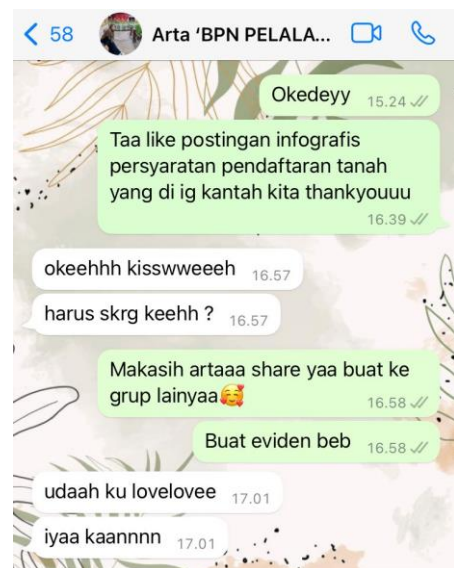 58
Arta ‘BPN PELALA...
Okedeyy 15.24
Taa like postingan infografis
persyaratan pendaftaran tanah
yang di ig kantah kita thankyouuu
16.39
okeehhh kisswweeeh 16.57
harus skrg keehh ? 16.57
Makasih artaaa share yaa buat ke
grup lainyaa🥰
16.58
Buat eviden beb 16.58
udaah ku lovelovee 17.01
iyaa kaannnn 17.01